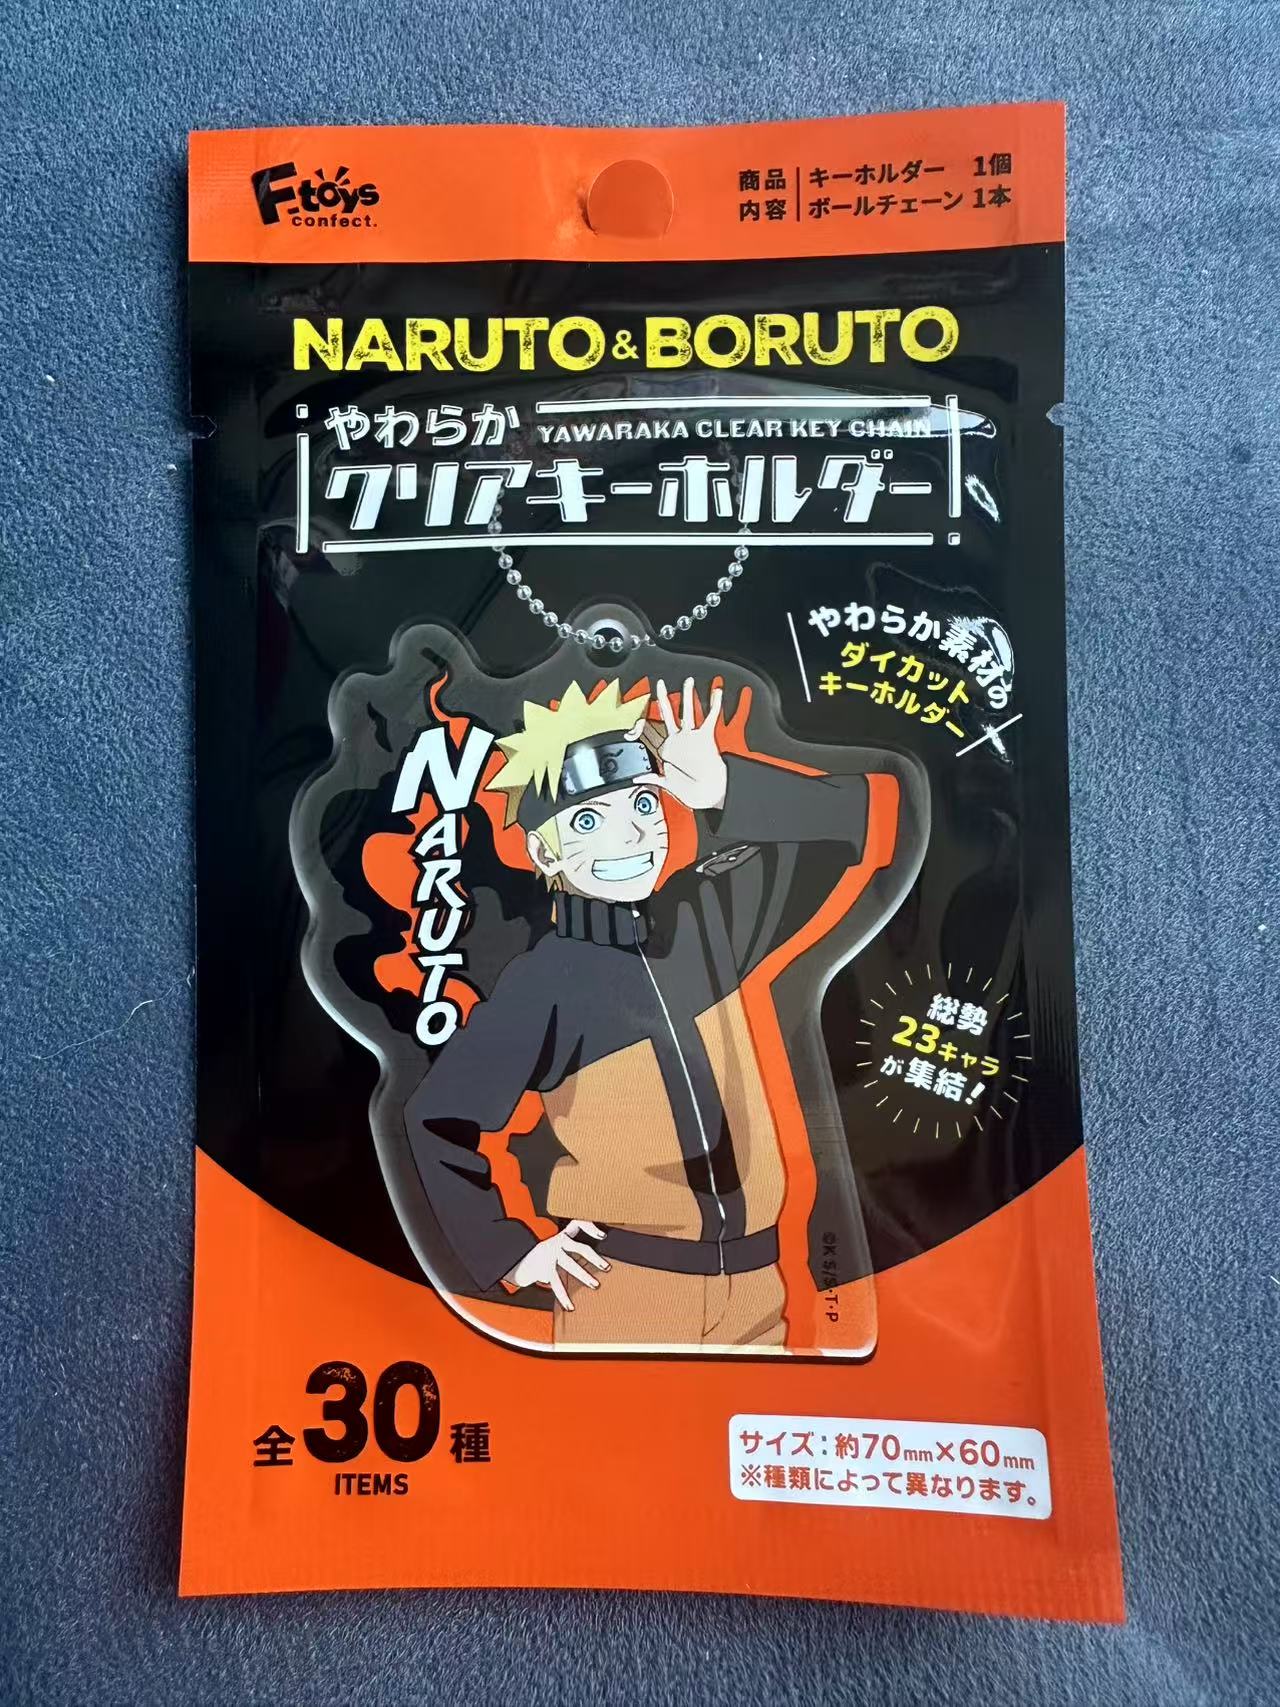 F-toys
confect.
商品内容
キーホルダー 1個
ボールチェーン 1本
NARUTO&BORUTO
やわらか
YAWARAKA CLEAR KEY CHAIN
クリアキーホルダー
やわらか素材の
ダイカット
キーホルダー
NARUTO
総勢
23キャラ
が集結!
©K S/S・T・P
全30種
ITEMS
サイズ:約70mm×60mm
※種類によって異なります。